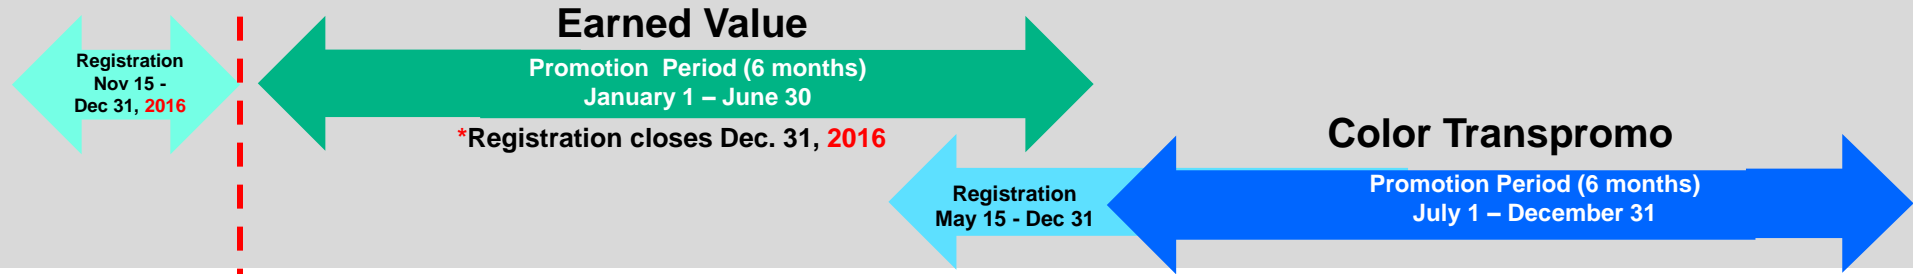 Earned Value
Registration
Nov 15 -
Dec 31, 2016
Promotion Period (6 months)
January 1 – June 30
*Registration closes Dec. 31, 2016
Color Transpromo
Registration
May 15 - Dec 31
Promotion Period (6 months)
July 1 – December 31